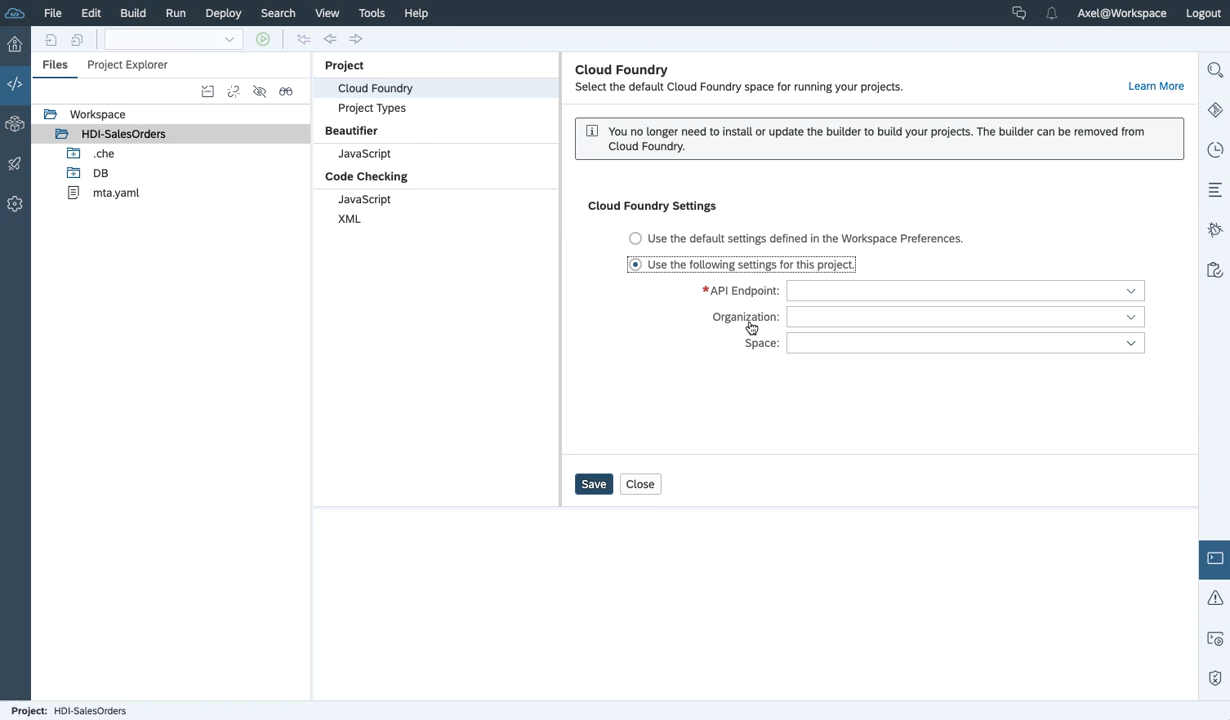 File Edit Build Run Deploy Search View Tools Help Axel@Workspace Logout
Files Project Explorer
Workspace
HDI-SalesOrders
.che
DB
mta.yaml
Project
Cloud Foundry
Project Types
Beautifier
JavaScript
Code Checking
JavaScript
XML
Cloud Foundry
Select the default Cloud Foundry space for running your projects.
Learn More
You no longer need to install or update the builder to build your projects. The builder can be removed from
Cloud Foundry.
Cloud Foundry Settings
Use the default settings defined in the Workspace Preferences.
Use the following settings for this project.
*API Endpoint:
Organization:
Space:
Save Close
Project: HDI-SalesOrders